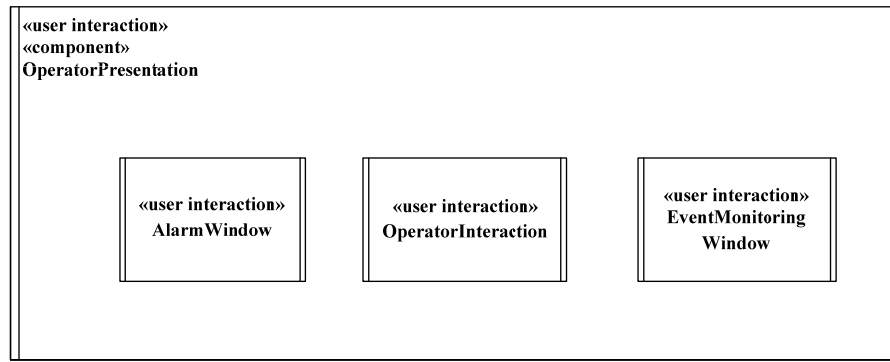 «user interaction»
«component»
OperatorPresentation
«user interaction»
AlarmWindow
«user interaction»
OperatorInteraction
«user interaction»
EventMonitoring
Window